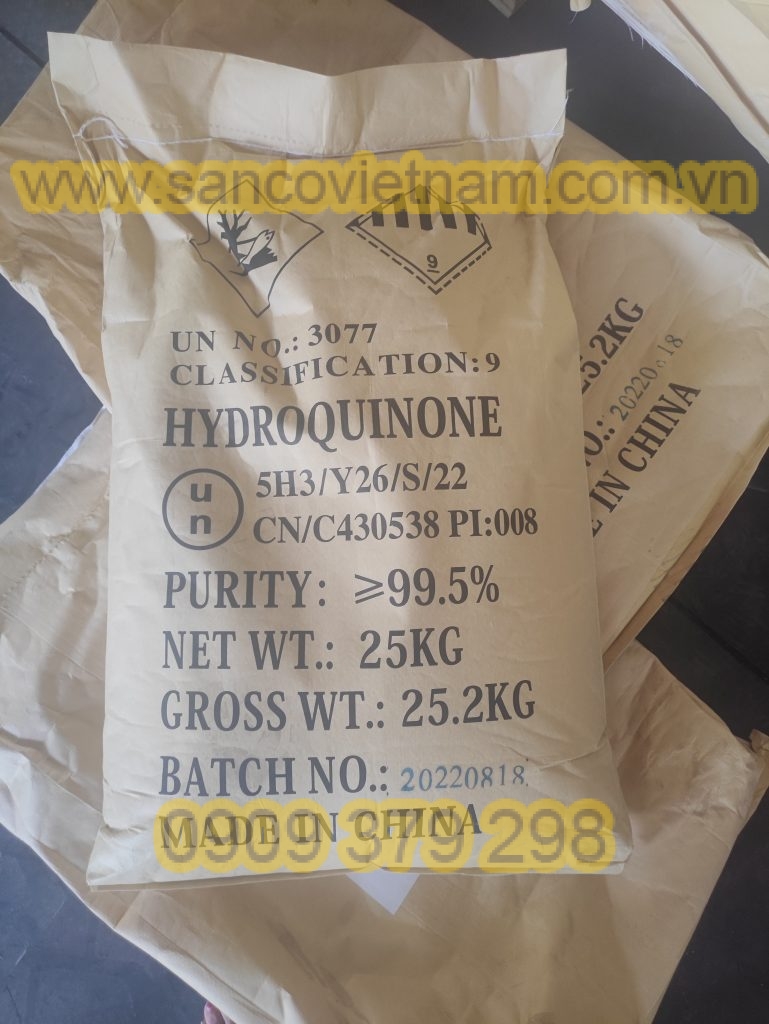 www.sancovietnam.com.vn
9
UN NO.: 3077
CLASSIFICATION: 9
HYDROQUINONE
un
5H3/Y26/S/22
CN/C430538 PI:008
PURITY: ≥99.5%
NET WT.: 25KG
GROSS WT.: 25.2KG
BATCH NO.: 20220818
MADE IN CHINA
0909 379 298
5.2KG
O.: 20220818
E IN CHINA